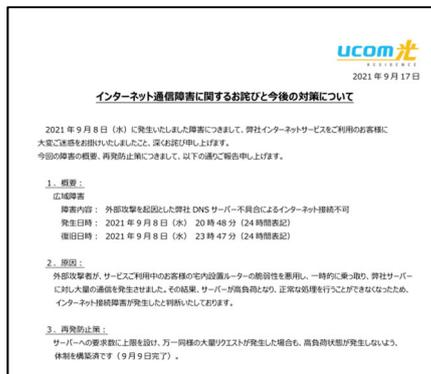 ucom光
RESIDENCE
2021年9月17日
インターネット通信障害に関するお詫びと今後の対策について
2021年9月8日（水）に発生いたしました障害につきまして、弊社インターネットサービスをご利用のお客様に
大変ご迷惑をお掛けいたしましたこと、深くお詫び申し上げます。
今回の障害の概要、再発防止策につきまして、以下の通りご報告申し上げます。
1．概要：
広域障害
障害内容： 外部攻撃を起因とした弊社 DNS サーバー不具合によるインターネット接続不可
発生日時： 2021年9月8日（水） 20時48分（24時間表記）
復旧日時： 2021年9月8日（水） 23時47分（24時間表記）
2．原因：
外部攻撃者が、サービスご利用中のお客様の宅内設置ルーターの脆弱性を悪用し、一時的に乗っ取り、弊社サーバー
に対し大量の通信を発生させました。その結果、サーバーが高負荷となり、正常な処理を行うことができなくなったため、
インターネット接続障害が発生したと判断いたしております。
3．再発防止策：
サーバーへの要求数に上限を設け、万一同様の大量リクエストが発生した場合も、高負荷状態が発生しないよう、
体制を構築済です（9月9日完了）。